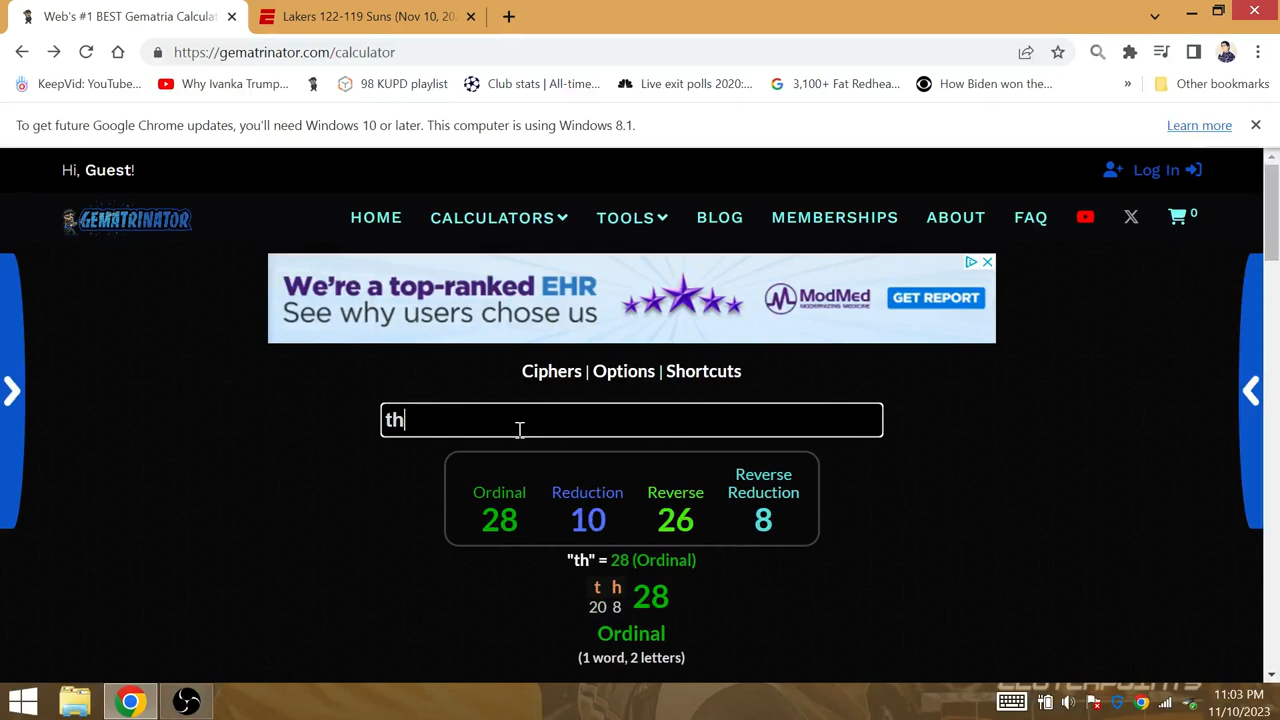 Web's #1 BEST Gematria Calculat
Lakers 122-119 Suns (Nov 10, 20
https://gematrinator.com/calculator
KeepVid: YouTube...
Why Ivanka Trump...
98 KUPD playlist
Club stats | All-time...
Live exit polls 2020:...
3,100+ Fat Redhea...
How Biden won the...
»
Other bookmarks
To get future Google Chrome updates, you'll need Windows 10 or later. This computer is using Windows 8.1.
Learn more
Hi, Guest!
Log In
GEMATRINATOR
HOME
CALCULATORS
TOOLS
BLOG
MEMBERSHIPS
ABOUT
FAQ
0
We're a top-ranked EHR
See why users chose us
ModMed
MODERNIZING MEDICINE
GET REPORT
Ciphers | Options | Shortcuts
th
Ordinal
28
Reduction
10
Reverse
26
Reverse
Reduction
8
"th" = 28 (Ordinal)
t h
20 8
28
Ordinal
(1 word, 2 letters)
CLUTCHPOINTS
11:03 PM
11/10/2023